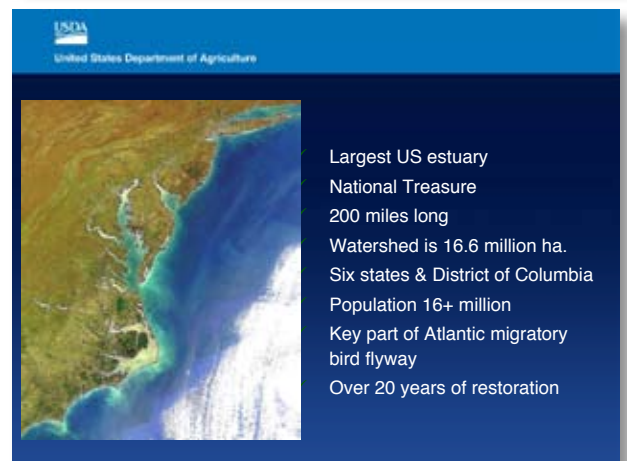 USDA
United States Department of Agriculture
Largest US estuary
National Treasure
200 miles long
Watershed is 16.6 million ha.
Six states & District of Columbia
Population 16+ million
Key part of Atlantic migratory
bird flyway
Over 20 years of restoration